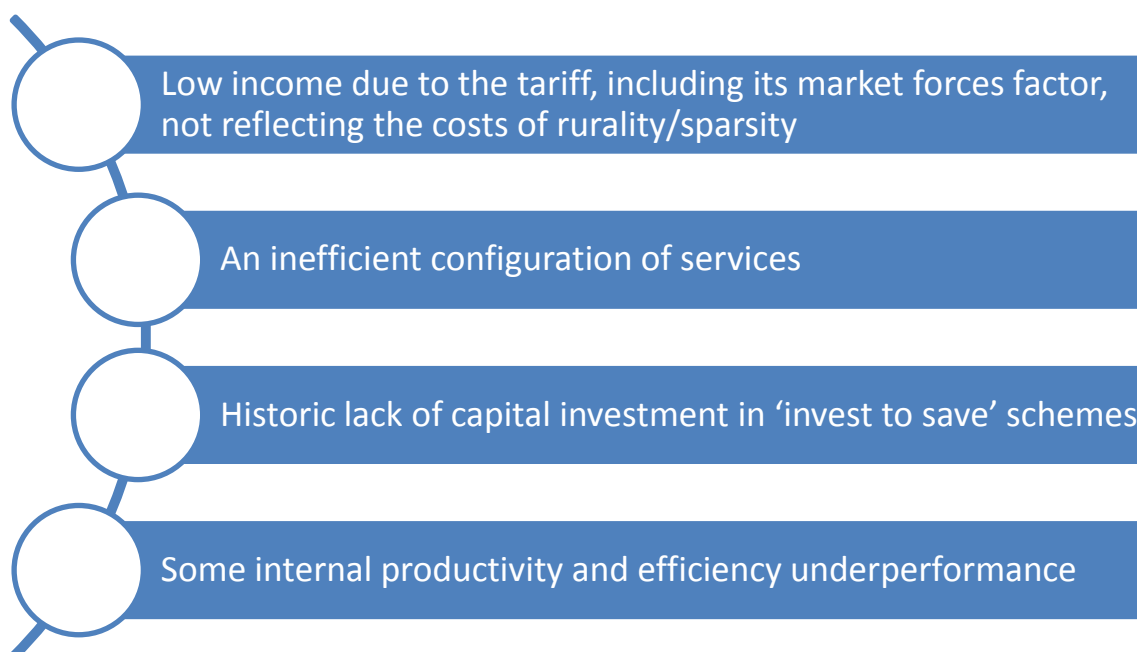 Low income due to the tariff, including its market forces factor,
not reflecting the costs of rurality/sparsity
An inefficient configuration of services
Historic lack of capital investment in ‘invest to save’ schemes
Some internal productivity and efficiency underperformance